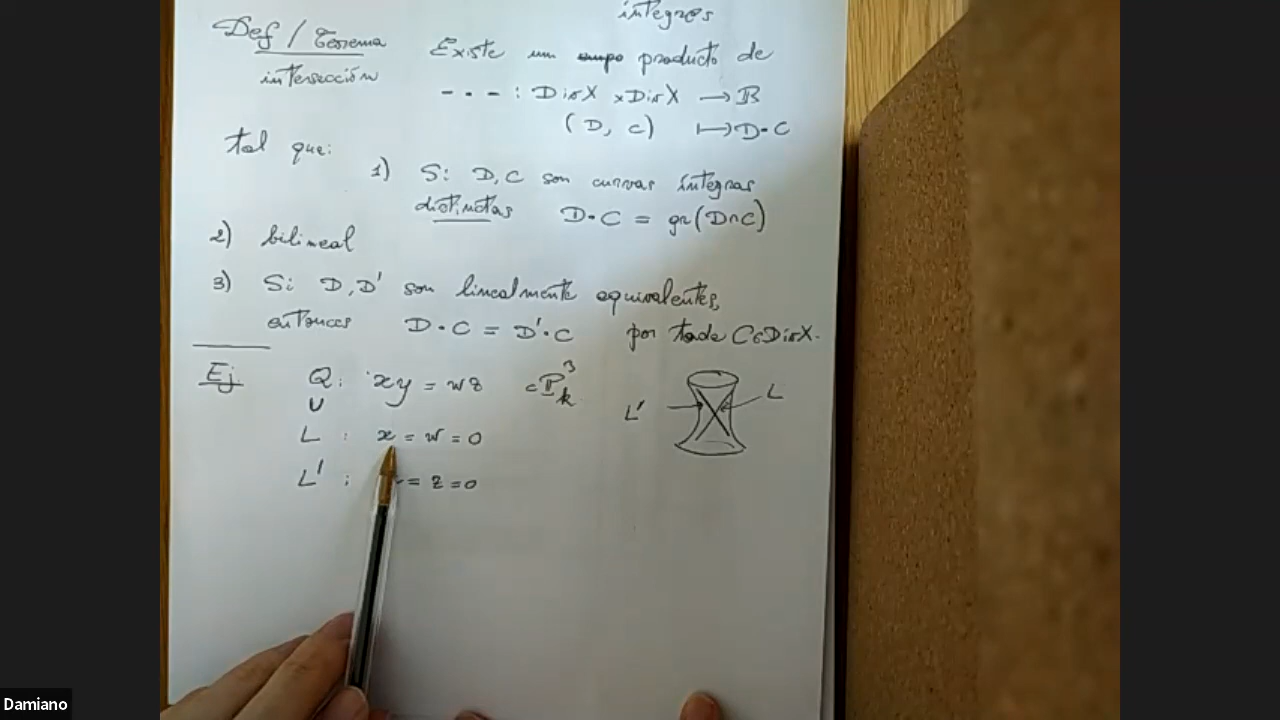 íntegros
Def / Teorema Existe un producto de
intersección - · - · - : Div X × Div X → B
(D, C) ↦ D·C
tal que:
1) Si D, C son curvas íntegras
distintas D·C = gr(D∩C)
2) bilineal
3) Si D, D' son linealmente equivalentes,
entonces D·C = D'·C por toda C∈Div X.
Ej Q: xy = wz ⊂ ℙ³ₖ
∪
L : x = w = 0
L' : = z = 0
L' L
Damiano